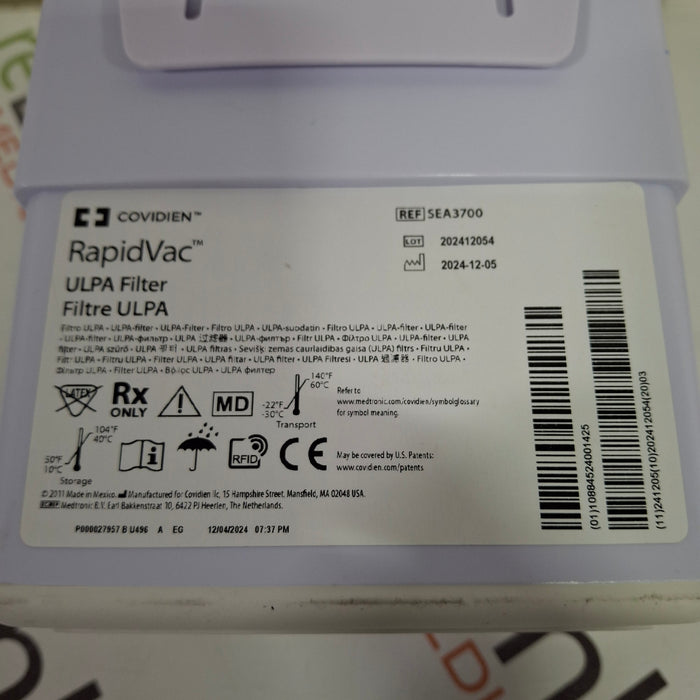 COVIDIEN™
REF SEA3700
RapidVac™
LOT 202412054
2024-12-05
ULPA Filter
Filtre ULPA
Filtro ULPA • ULPA-filter • ULPA-Filter • Filtro ULPA • ULPA-suodatin • Filtro ULPA • ULPA-filter • ULPA-filter
• ULPA-filter • ULPA-фильтр • ULPA 过滤器 • ULPA-филтър • Filtr ULPA • Φίλτρο ULPA • ULPA-filter • ULPA
filter • ULPA szűrő • ULPA 필터 • ULPA filtras • Sevišķi zemas caurlaidības gaisa (ULPA) filtrs • Filtru ULPA •
Filtr ULPA • Filtru ULPA • Filter ULPA • ULPA filtar • ULPA filter • ULPA Filtresi • ULPA 過濾器 • Filtro ULPA •
Фільтр ULPA • Filter ULPA • ULPA филтер
LATEX
Rx
ONLY
MD
-22°F
-30°C
140°F
60°C
Transport
Refer to
www.medtronic.com/covidien/symbolglossary
for symbol meaning.
50°F
10°C
104°F
40°C
Storage
RFID
CE
May be covered by U.S. Patents:
www.covidien.com/patents
© 2011 Made in Mexico. Manufactured for Covidien llc, 15 Hampshire Street, Mansfield, MA 02048 USA.
EC REP Medtronic B.V. Earl Bakkenstraat 10, 6422 PJ Heerlen, The Netherlands.
P000027957 B U496 A EG 12/04/2024 07:37 PM
(01)10884524001425
(11)241205(10)202412054(20)03